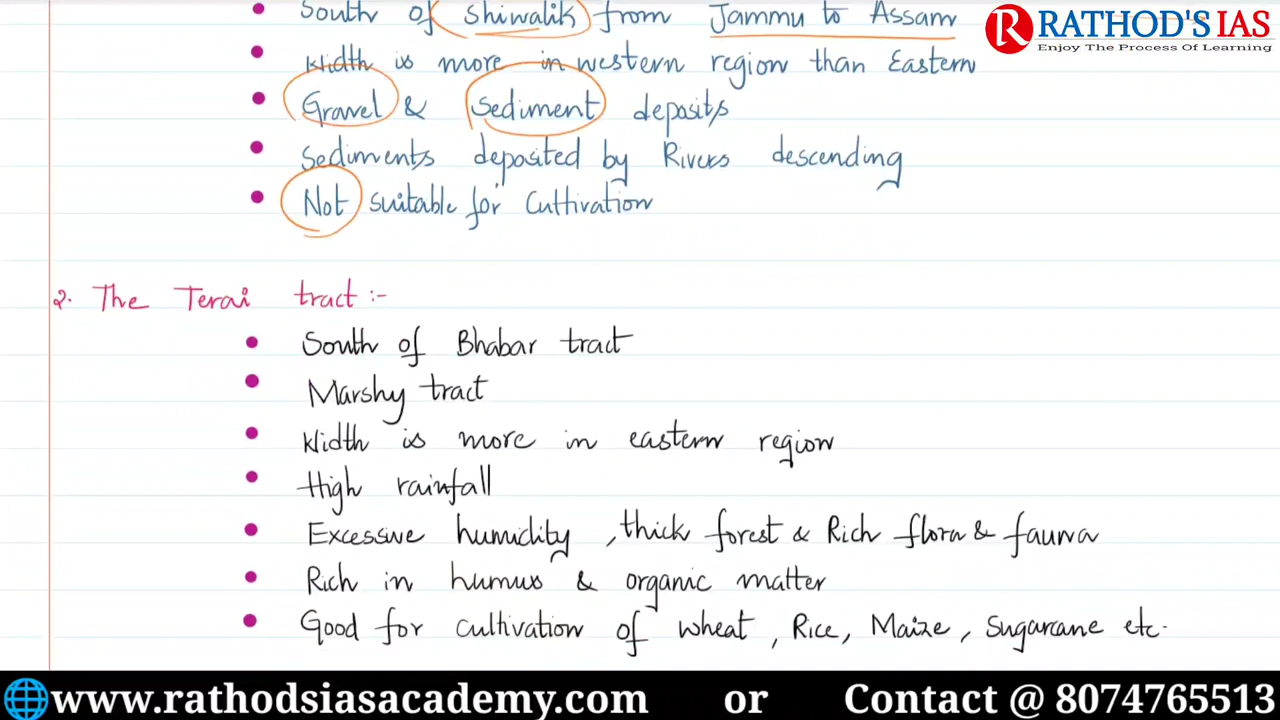 South of Shiwalik from Jammu to Assam
RATHOD'S IAS
Enjoy The Process Of Learning
Width is more in western region than Eastern
Gravel & Sediment deposits
Sediments deposited by Rivers descending
Not suitable for Cultivation
2. The Terai tract :-
South of Bhabar tract
Marshy tract
Width is more in eastern region
High rainfall
Excessive humidity , thick forest & Rich flora & fauna
Rich in humus & organic matter
Good for cultivation of wheat , Rice, Maize , Sugarcane etc.
www.rathodsiasacademy.com or Contact @ 8074765513